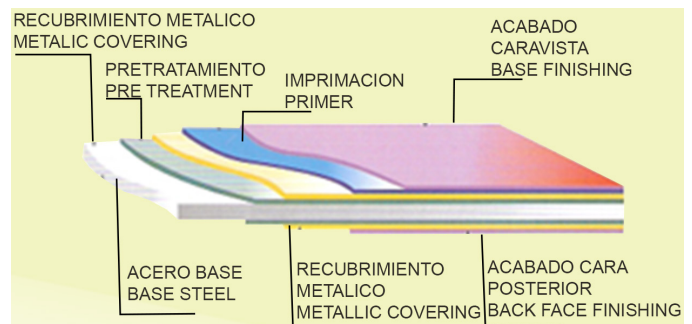 RECUBRIMIENTO METALICO
METALIC COVERING
PRETRATAMIENTO
PRE TREATMENT
IMPRIMACION
PRIMER
ACABADO
CARAVISTA
BASE FINISHING
ACERO BASE
BASE STEEL
RECUBRIMIENTO
METALICO
METALLIC COVERING
ACABADO CARA
POSTERIOR
BACK FACE FINISHING